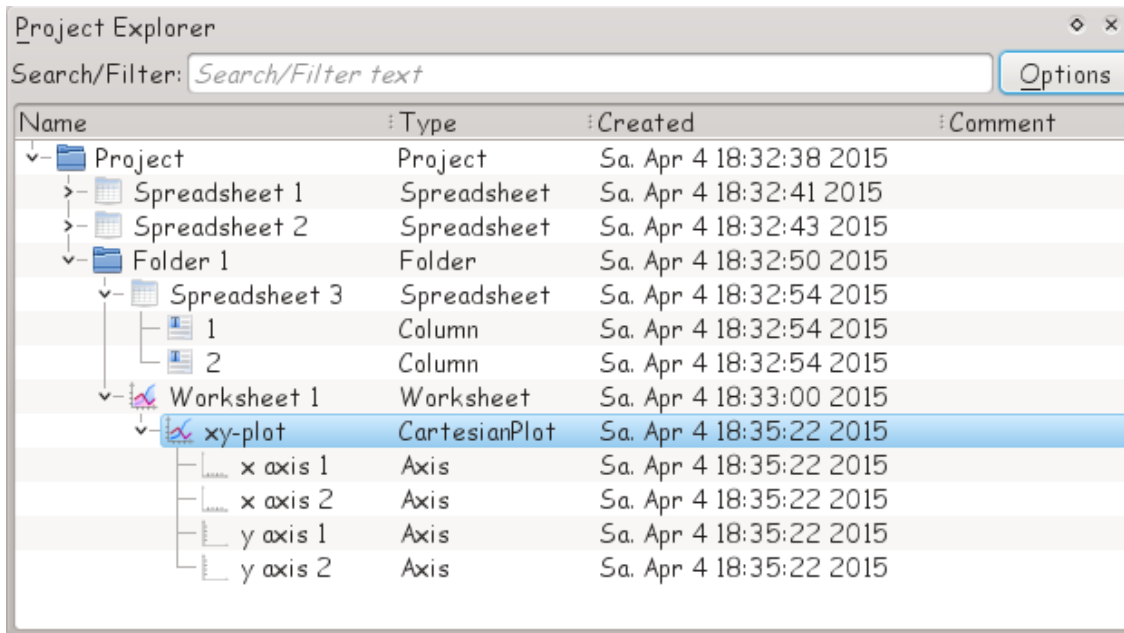 Project Explorer
Search/Filter: Search/Filter text Options
Name Type Created Comment
Project Project Sa. Apr 4 18:32:38 2015
Spreadsheet 1 Spreadsheet Sa. Apr 4 18:32:41 2015
Spreadsheet 2 Spreadsheet Sa. Apr 4 18:32:43 2015
Folder 1 Folder Sa. Apr 4 18:32:50 2015
Spreadsheet 3 Spreadsheet Sa. Apr 4 18:32:54 2015
1 Column Sa. Apr 4 18:32:54 2015
2 Column Sa. Apr 4 18:32:54 2015
Worksheet 1 Worksheet Sa. Apr 4 18:33:00 2015
xy-plot CartesianPlot Sa. Apr 4 18:35:22 2015
x axis 1 Axis Sa. Apr 4 18:35:22 2015
x axis 2 Axis Sa. Apr 4 18:35:22 2015
y axis 1 Axis Sa. Apr 4 18:35:22 2015
y axis 2 Axis Sa. Apr 4 18:35:22 2015